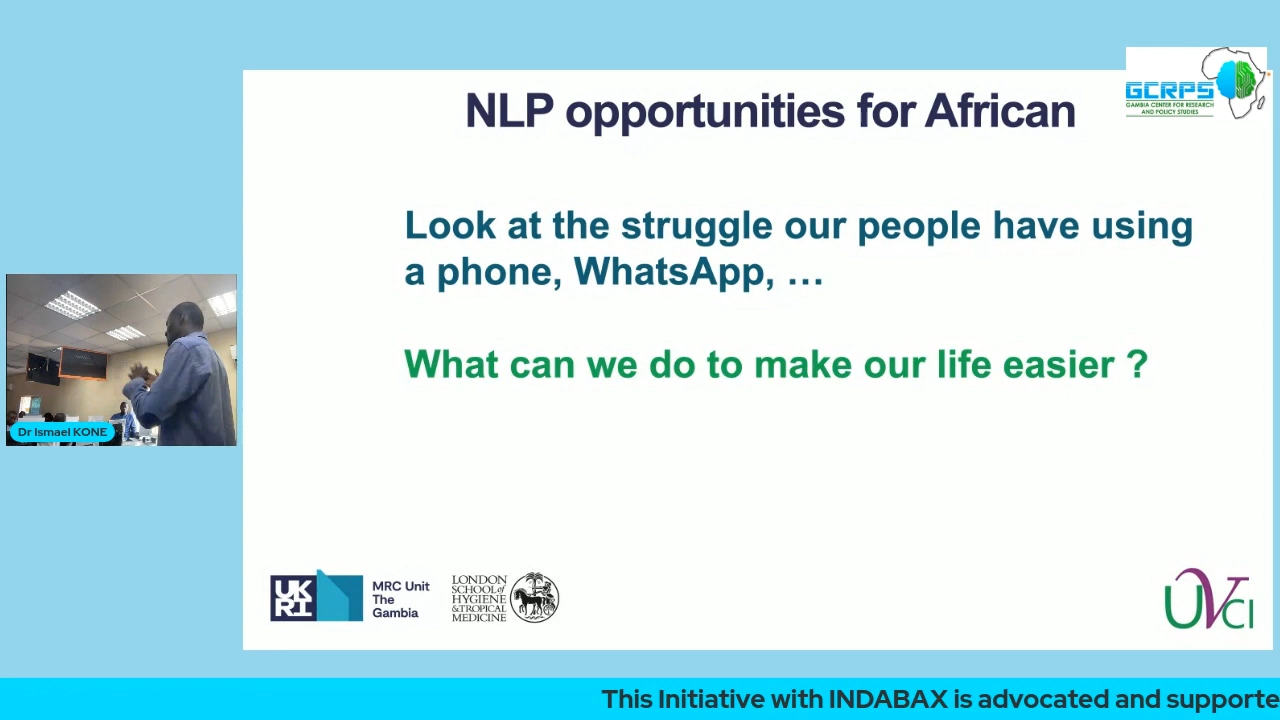 NLP opportunities for African
GCRPS
GAMBIA CENTER FOR RESEARCH
AND POLICY STUDIES
Look at the struggle our people have using
a phone, WhatsApp, …
What can we do to make our life easier ?
Dr Ismael KONE
UK
RI
MRC Unit
The
Gambia
LONDON
SCHOOL of
HYGIENE
& TROPICAL
MEDICINE
UVCI
This Initiative with INDABAX is advocated and supporte